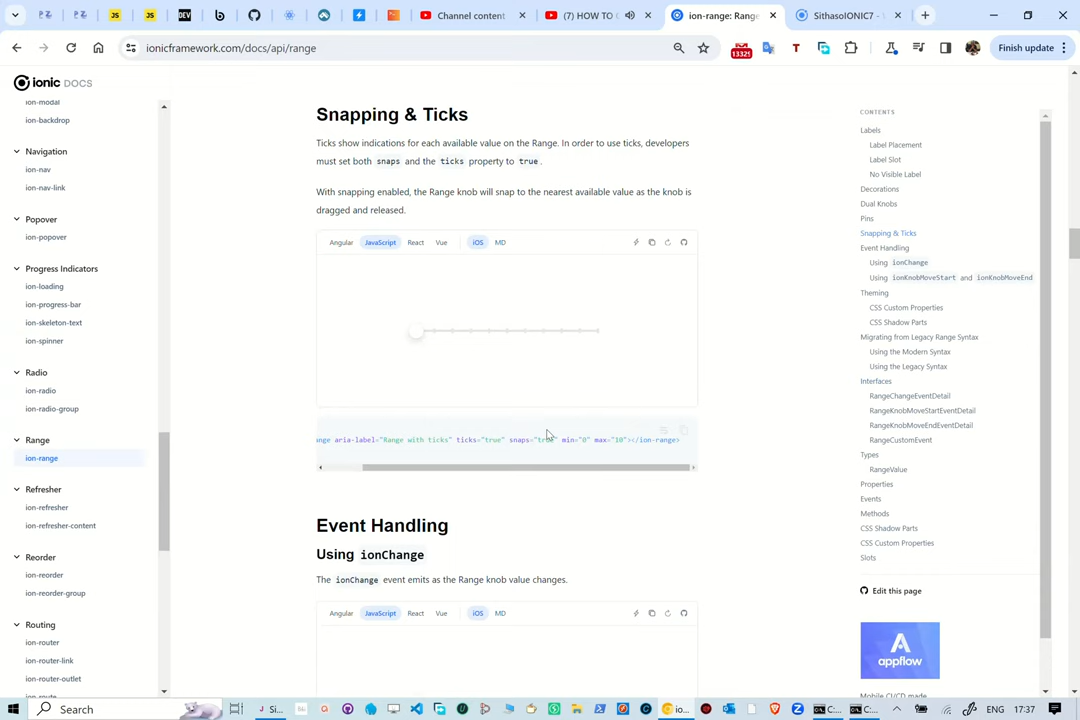 Channel content
(7) HOW TO
ion-range: Range
SithasoIONIC7 -
ionicframework.com/docs/api/range
13329
Finish update
ionic DOCS
ion-modal
ion-backdrop
Navigation
ion-nav
ion-nav-link
Popover
ion-popover
Progress Indicators
ion-loading
ion-progress-bar
ion-skeleton-text
ion-spinner
Radio
ion-radio
ion-radio-group
Range
ion-range
Refresher
ion-refresher
ion-refresher-content
Reorder
ion-reorder
ion-reorder-group
Routing
ion-router
ion-router-link
ion-router-outlet
ion-route
Snapping & Ticks
Ticks show indications for each available value on the Range. In order to use ticks, developers
must set both snaps and the ticks property to true.
With snapping enabled, the Range knob will snap to the nearest available value as the knob is
dragged and released.
Angular JavaScript React Vue iOS MD
ange aria-label="Range with ticks" ticks="true" snaps="true" min="0" max="10"></ion-range>
Event Handling
Using ionChange
The ionChange event emits as the Range knob value changes.
Angular JavaScript React Vue iOS MD
CONTENTS
Labels
Label Placement
Label Slot
No Visible Label
Decorations
Dual Knobs
Pins
Snapping & Ticks
Event Handling
Using ionChange
Using ionKnobMoveStart and ionKnobMoveEnd
Theming
CSS Custom Properties
CSS Shadow Parts
Migrating from Legacy Range Syntax
Using the Modern Syntax
Using the Legacy Syntax
Interfaces
RangeChangeEventDetail
RangeKnobMoveStartEventDetail
RangeKnobMoveEndEventDetail
RangeCustomEvent
Types
RangeValue
Properties
Events
Methods
CSS Shadow Parts
CSS Custom Properties
Slots
Edit this page
appflow
Mobile CI/CD made
Search
ENG
17:37